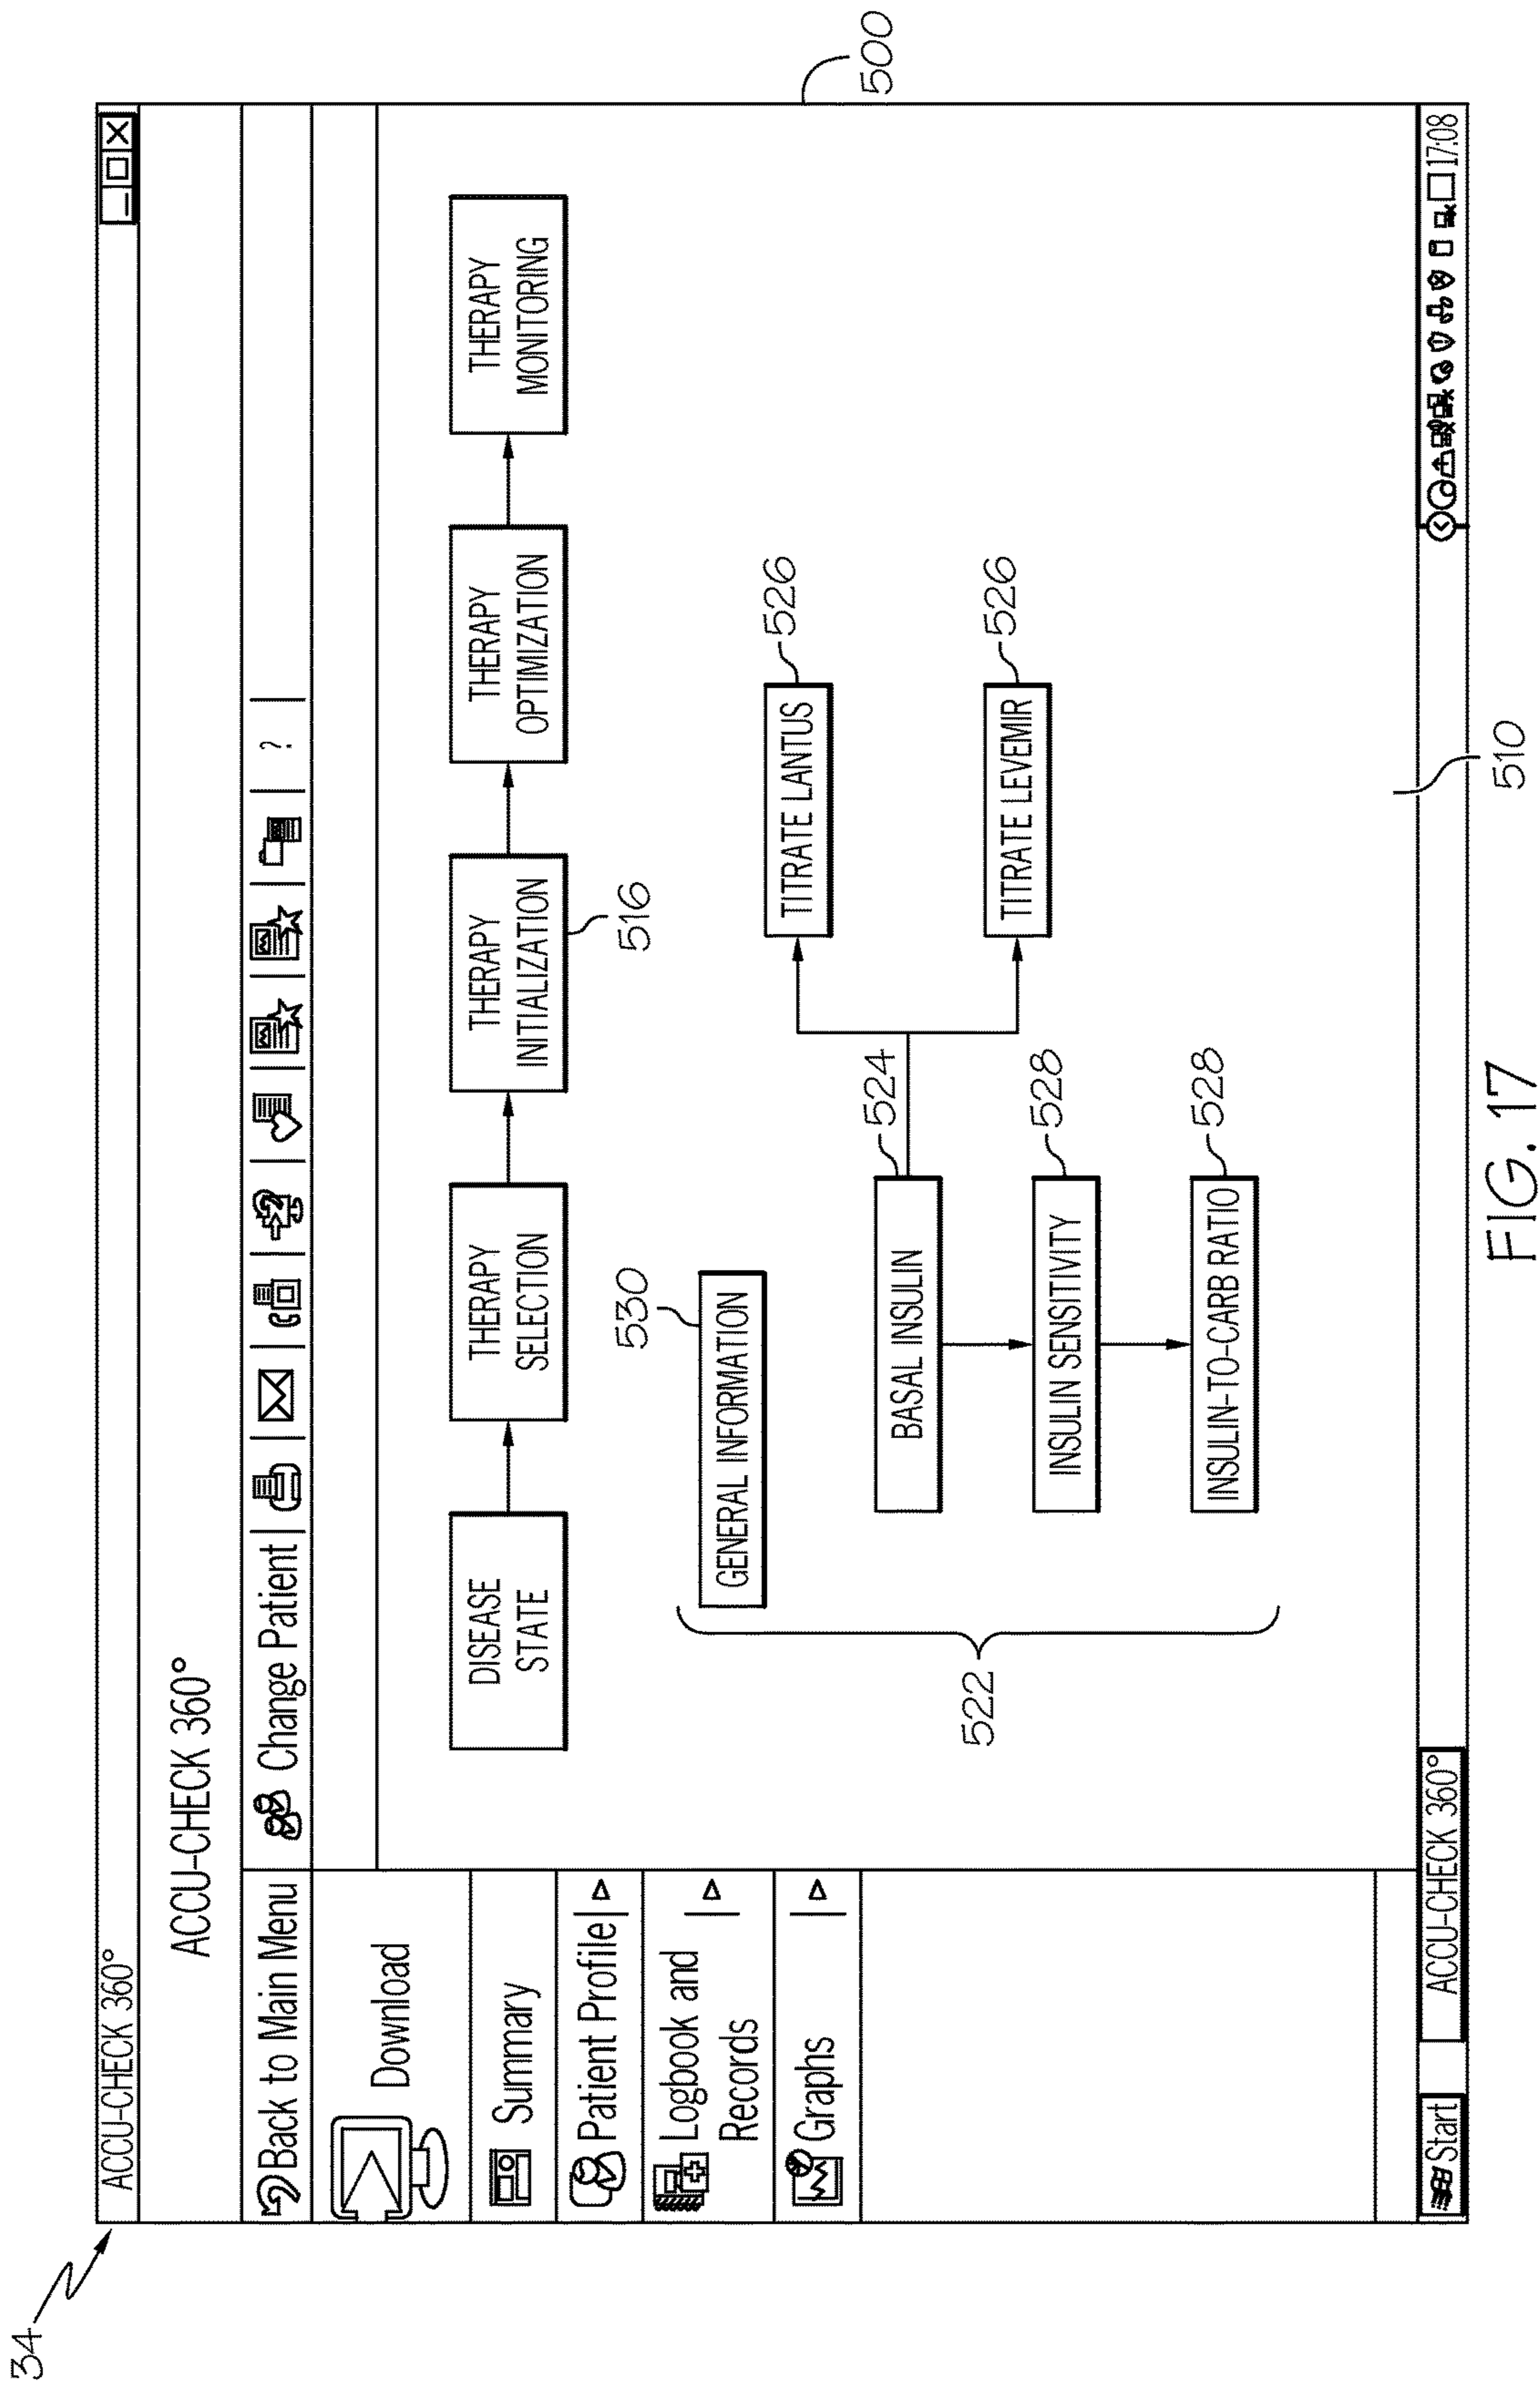 34
ACCU-CHECK 360°
ACCU-CHECK 360°
Back to Main Menu
Change Patient
?
Download
Summary
Patient Profile
Logbook and
Records
Graphs
DISEASE
STATE
THERAPY
SELECTION
THERAPY
INITIALIZATION
THERAPY
OPTIMIZATION
THERAPY
MONITORING
516
530
GENERAL INFORMATION
522
BASAL INSULIN
524
INSULIN SENSITIVITY
528
INSULIN-TO-CARB RATIO
528
TITRATE LANTUS
526
TITRATE LEVEMIR
526
500
Start
ACCU-CHECK 360°
17:08
510
FIG. 17